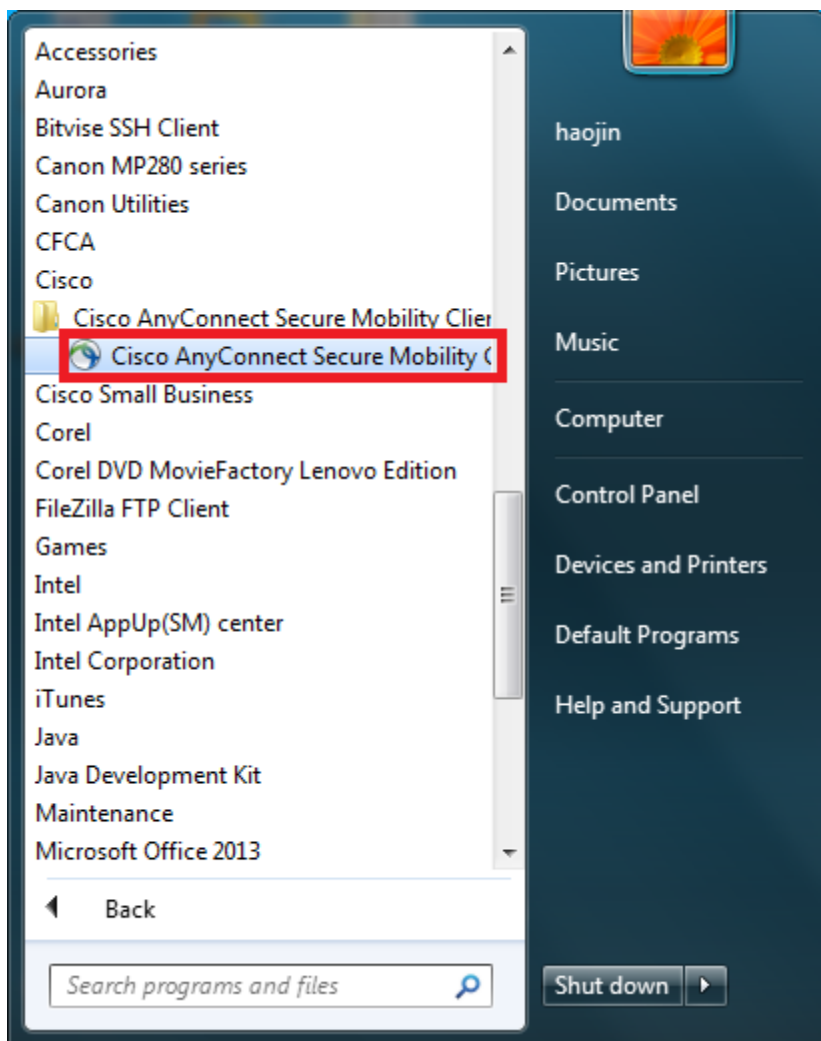 Accessories
Aurora
Bitvise SSH Client
Canon MP280 series
Canon Utilities
CFCA
Cisco
Cisco AnyConnect Secure Mobility Clier
Cisco AnyConnect Secure Mobility (
Cisco Small Business
Corel
Corel DVD MovieFactory Lenovo Edition
FileZilla FTP Client
Games
Intel
Intel AppUp(SM) center
Intel Corporation
iTunes
Java
Java Development Kit
Maintenance
Microsoft Office 2013
Back
Search programs and files
haojin
Documents
Pictures
Music
Computer
Control Panel
Devices and Printers
Default Programs
Help and Support
Shut down